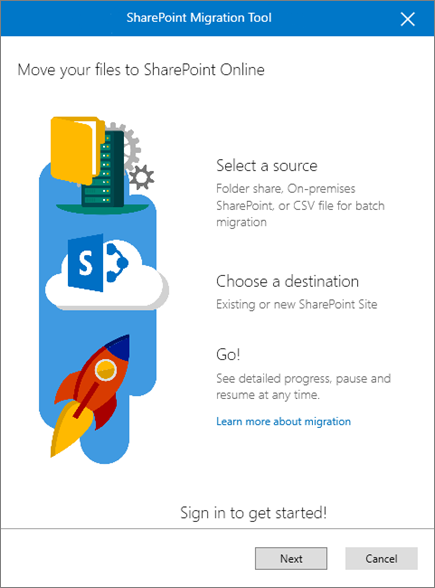 SharePoint Migration Tool
Move your files to SharePoint Online
Select a source
Folder share, On-premises
SharePoint, or CSV file for batch
migration
S
Choose a destination
Existing or new SharePoint Site
Go!
See detailed progress, pause and
resume at any time.
Learn more about migration
Sign in to get started!
Next
Cancel